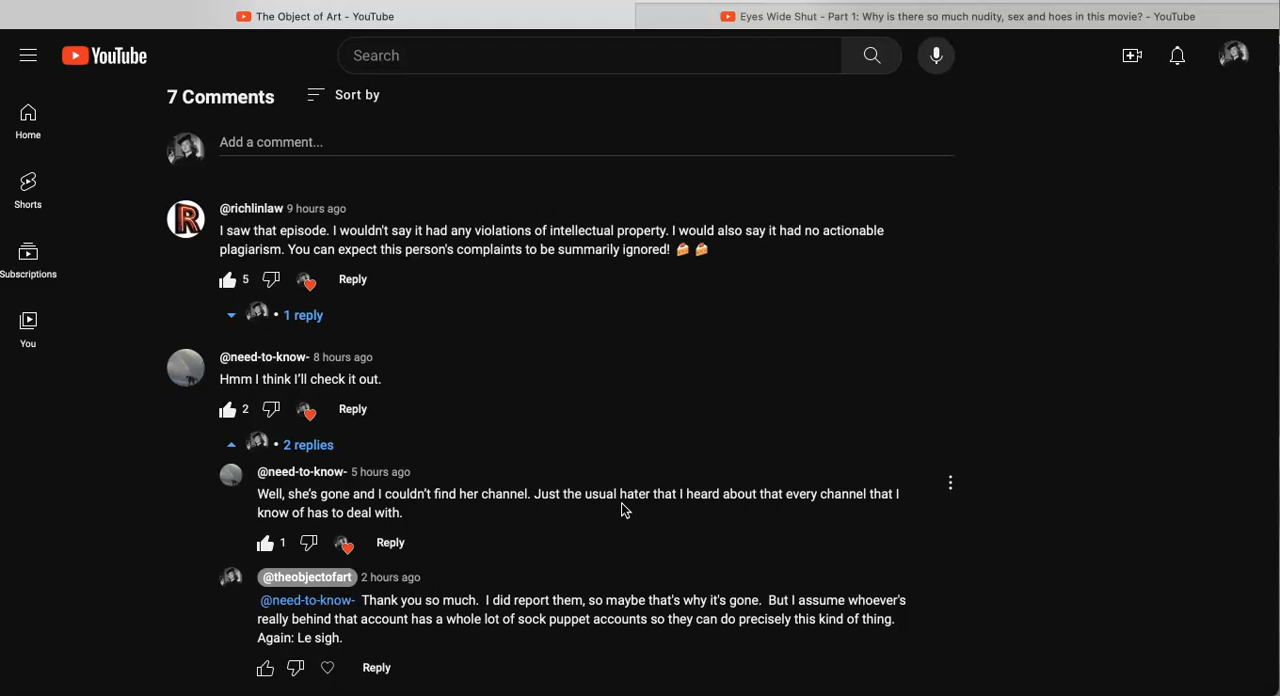 The Object of Art - YouTube
Eyes Wide Shut - Part 1: Why is there so much nudity, sex and hoes in this movie? - YouTube
YouTube
Search
Home
Shorts
Subscriptions
You
7 Comments
Sort by
Add a comment...
@richlinlaw 9 hours ago
I saw that episode. I wouldn't say it had any violations of intellectual property. I would also say it had no actionable
plagiarism. You can expect this person's complaints to be summarily ignored! 🍰 🍰
5
Reply
• 1 reply
@need-to-know- 8 hours ago
Hmm I think I'll check it out.
2
Reply
• 2 replies
@need-to-know- 5 hours ago
Well, she's gone and I couldn't find her channel. Just the usual hater that I heard about that every channel that I
know of has to deal with.
1
Reply
@theobjectofart 2 hours ago
@need-to-know- Thank you so much. I did report them, so maybe that's why it's gone. But I assume whoever's
really behind that account has a whole lot of sock puppet accounts so they can do precisely this kind of thing.
Again: Le sigh.
Reply